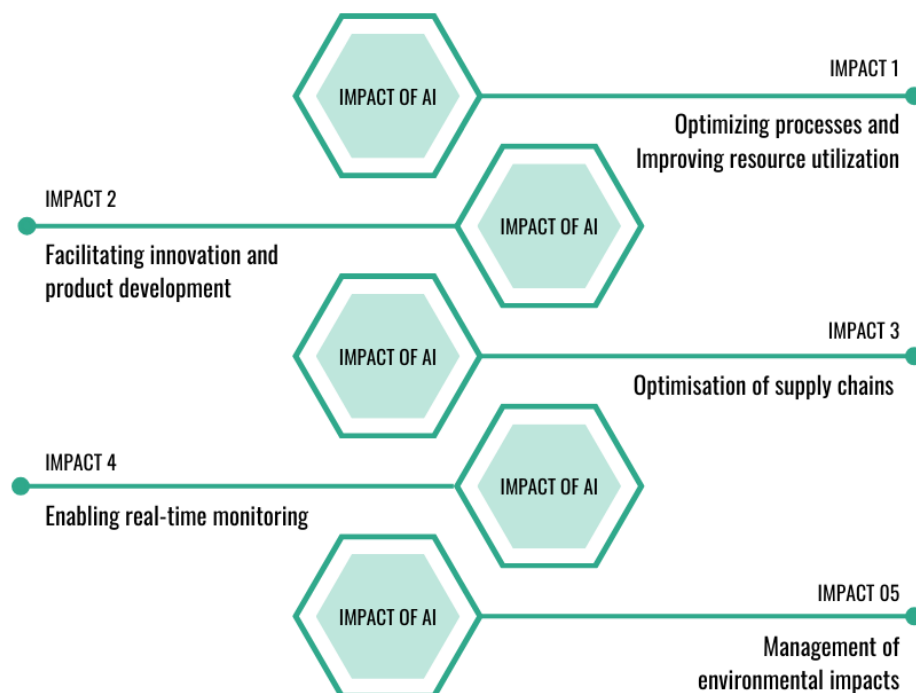 IMPACT OF AI
IMPACT 1
Optimizing processes and
Improving resource utilization
IMPACT 2
IMPACT OF AI
Facilitating innovation and
product development
IMPACT OF AI
IMPACT 3
Optimisation of supply chains
IMPACT 4
IMPACT OF AI
Enabling real-time monitoring
IMPACT OF AI
IMPACT 05
Management of
environmental impacts